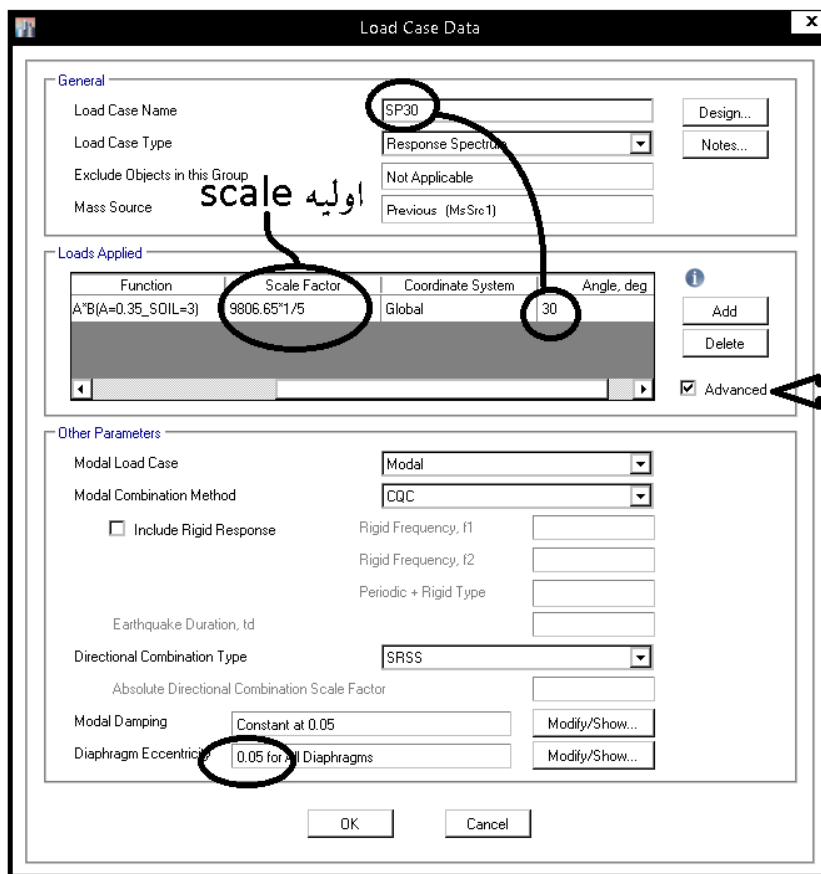 Load Case Data
X
General
Load Case Name SP30 Design...
Load Case Type Response Spectrum Notes...
Exclude Objects in this Group Not Applicable
Mass Source Previous (MsSrc1)
scale اولیه
Loads Applied
Function Scale Factor Coordinate System Angle, deg
A*B(A=0.35_SOIL=3) 9806.65*1/5 Global 30
Add
Delete
Advanced
Other Parameters
Modal Load Case Modal
Modal Combination Method CQC
Include Rigid Response Rigid Frequency, f1
Rigid Frequency, f2
Periodic + Rigid Type
Earthquake Duration, td
Directional Combination Type SRSS
Absolute Directional Combination Scale Factor
Modal Damping Constant at 0.05 Modify/Show...
Diaphragm Eccentricity 0.05 for All Diaphragms Modify/Show...
OK Cancel